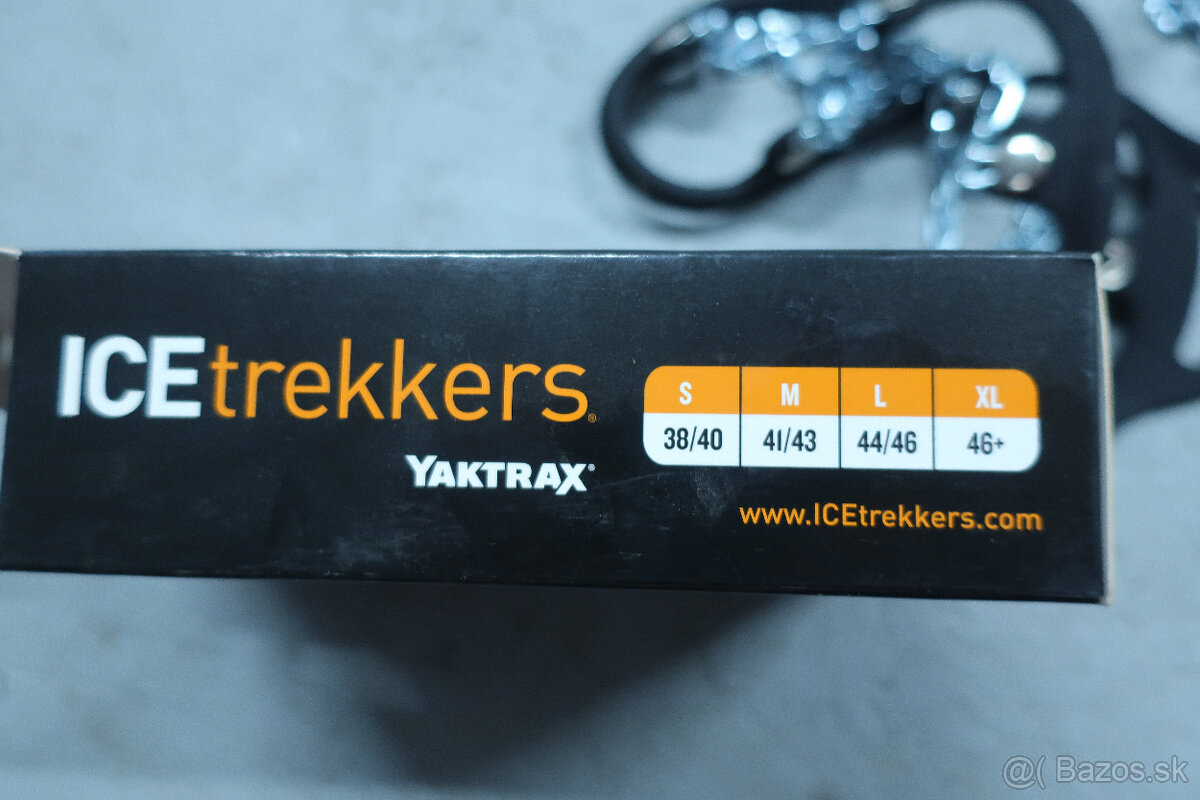 ICEtrekkers®
YAKTRAX®
S M L XL
38/40 41/43 44/46 46+
www.ICEtrekkers.com
@( Bazos.sk